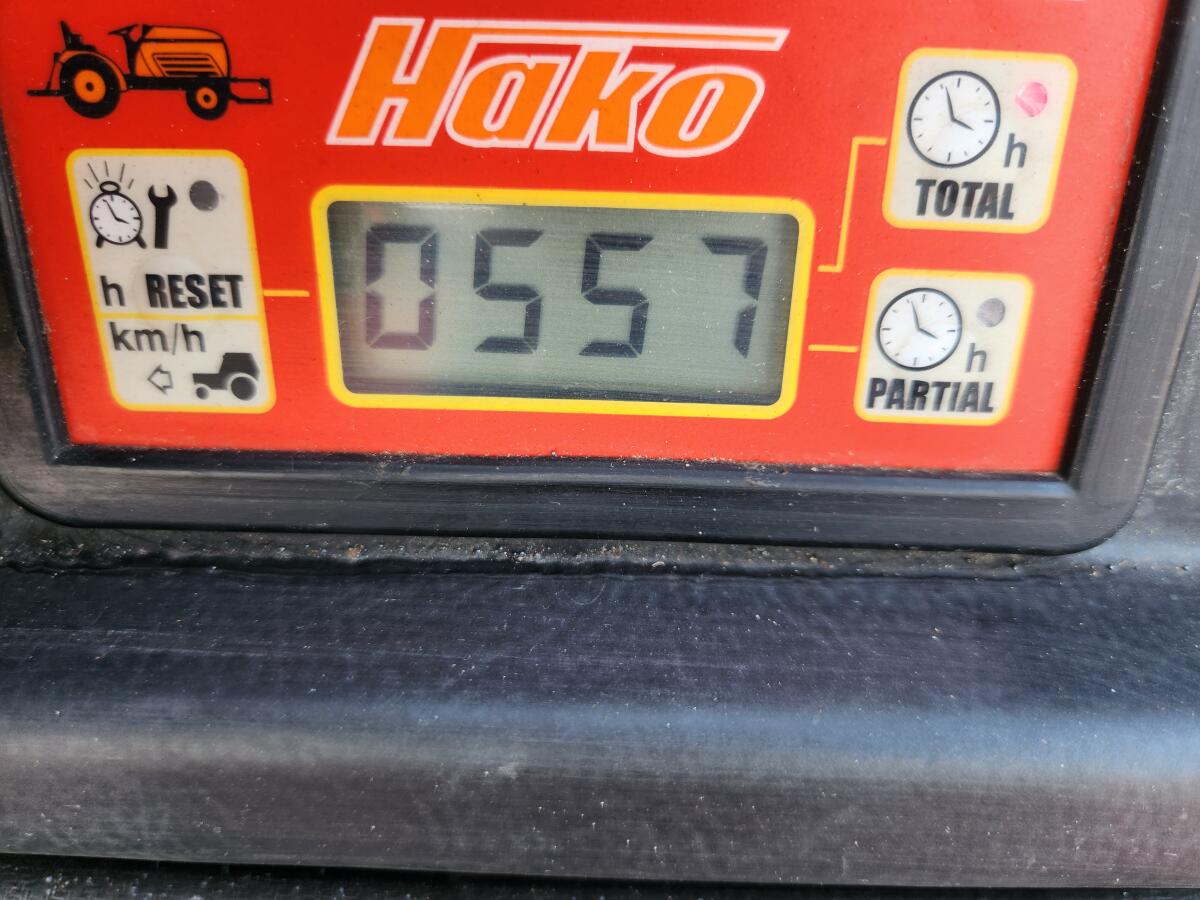 Hako
h RESET
km/h
0557
h
TOTAL
h
PARTIAL